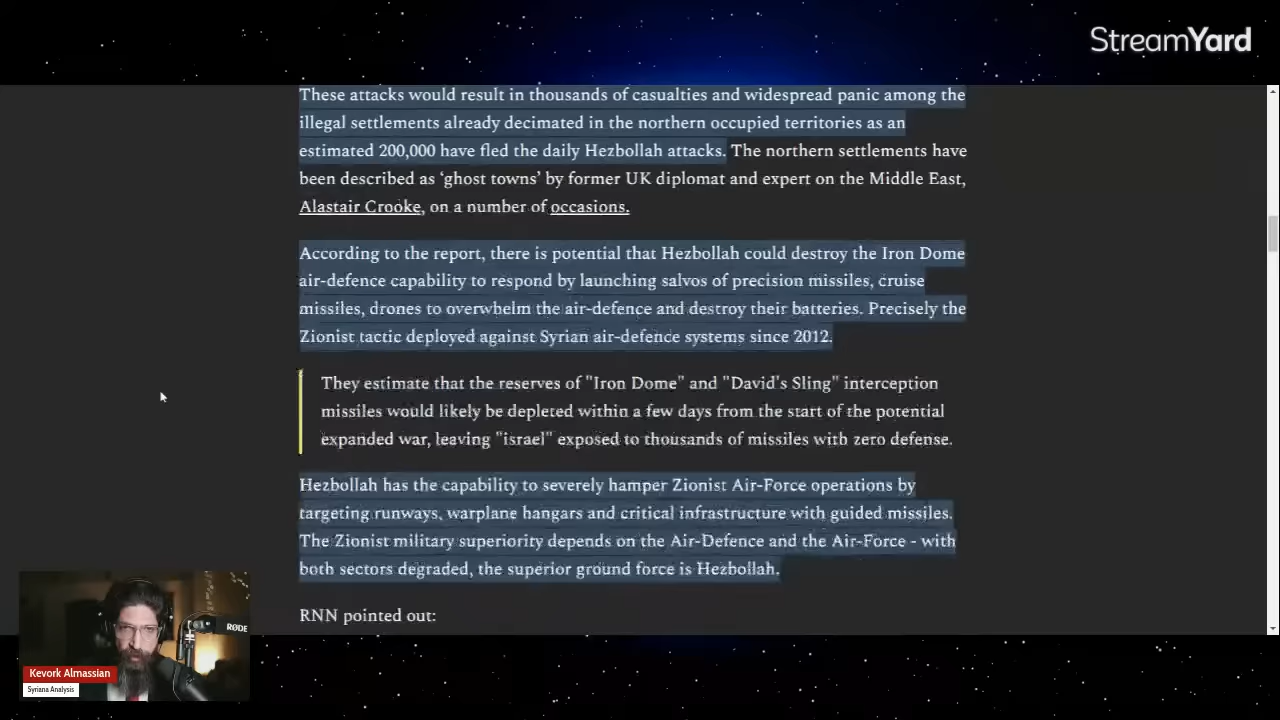 StreamYard
These attacks would result in thousands of casualties and widespread panic among the
illegal settlements already decimated in the northern occupied territories as an
estimated 200,000 have fled the daily Hezbollah attacks. The northern settlements have
been described as ‘ghost towns’ by former UK diplomat and expert on the Middle East,
Alastair Crooke, on a number of occasions.
According to the report, there is potential that Hezbollah could destroy the Iron Dome
air-defence capability to respond by launching salvos of precision missiles, cruise
missiles, drones to overwhelm the air-defence and destroy their batteries. Precisely the
Zionist tactic deployed against Syrian air-defence systems since 2012.
They estimate that the reserves of "Iron Dome" and "David's Sling" interception
missiles would likely be depleted within a few days from the start of the potential
expanded war, leaving "israel" exposed to thousands of missiles with zero defense.
Hezbollah has the capability to severely hamper Zionist Air-Force operations by
targeting runways, warplane hangars and critical infrastructure with guided missiles.
The Zionist military superiority depends on the Air-Defence and the Air-Force - with
both sectors degraded, the superior ground force is Hezbollah.
RNN pointed out:
RØDE
Kevork Almassian
Syriana Analysis